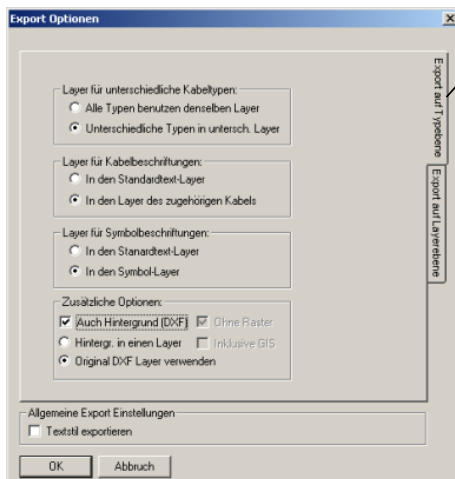 Export Optionen
Export auf Typebene
Export auf Layerebene
Layer für unterschiedliche Kabeltypen:
Alle Typen benutzen denselben Layer
Unterschiedliche Typen in untersch. Layer
Layer für Kabelbeschriftungen:
In den Standardtext-Layer
In den Layer des zugehörigen Kabels
Layer für Symbolbeschriftungen:
In den Stanardtext-Layer
In den Symbol-Layer
Zusätzliche Optionen:
Auch Hintergrund (DXF) Ohne Raster
Hintergr. in einen Layer Inklusive GIS
Original DXF Layer verwenden
Allgemeine Export Einstellungen
Textstil exportieren
OK Abbruch